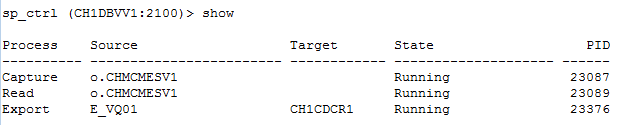 sp_ctrl (CH1DBVV1:2100)> show
Process    Source                    Target       State                     PID
---------- ------------------------- ------------ -------------------- ------
Capture    o.CHMCMESV1                            Running                 23087
Read       o.CHMCMESV1                            Running                 23089
Export     E_VQ01                    CH1CDCR1     Running                 23376